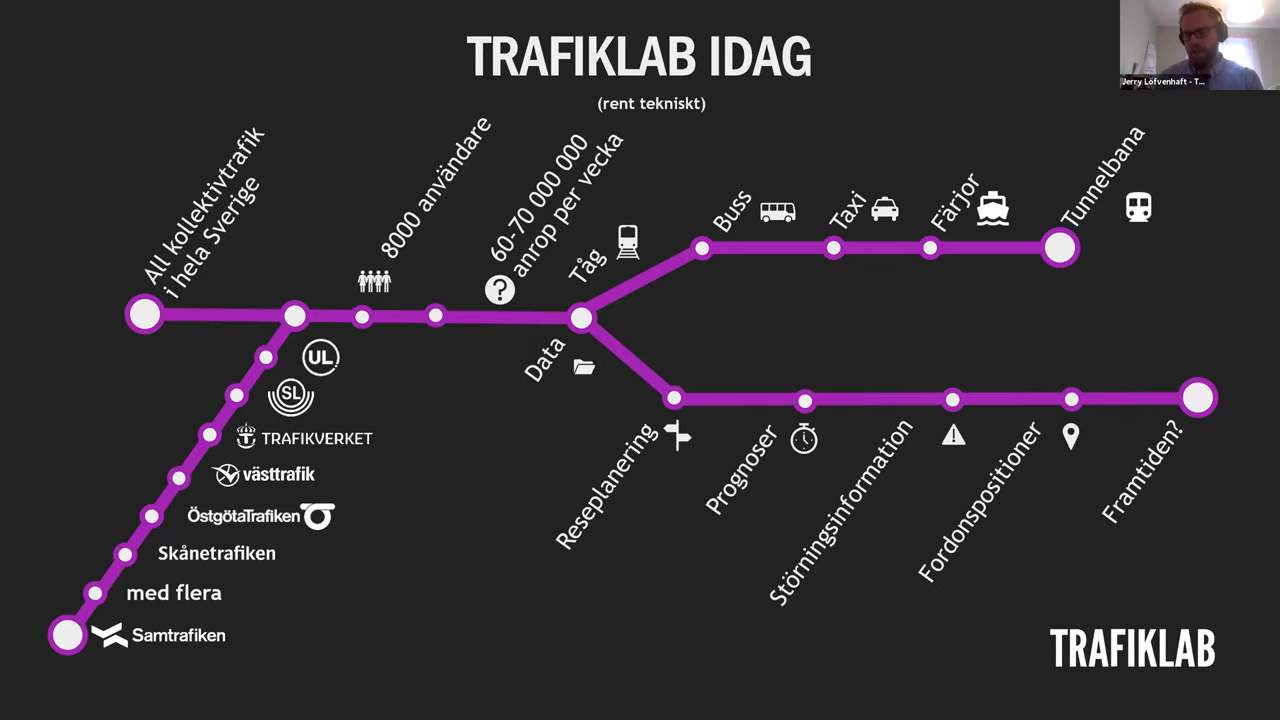 TRAFIKLAB IDAG
(rent tekniskt)
Jerry Löfvenhaft - T...
All kollektivtrafik
i hela Sverige
8000 användare
60-70 000 000
anrop per vecka
?
Tåg
Buss
Taxi
Färjor
Tunnelbana
Data
UL
SL
TRAFIKVERKET
västtrafik
ÖstgötaTrafiken
Skånetrafiken
med flera
Samtrafiken
Reseplanering
Prognoser
Störningsinformation
Fordonspositioner
Framtiden?
TRAFIKLAB